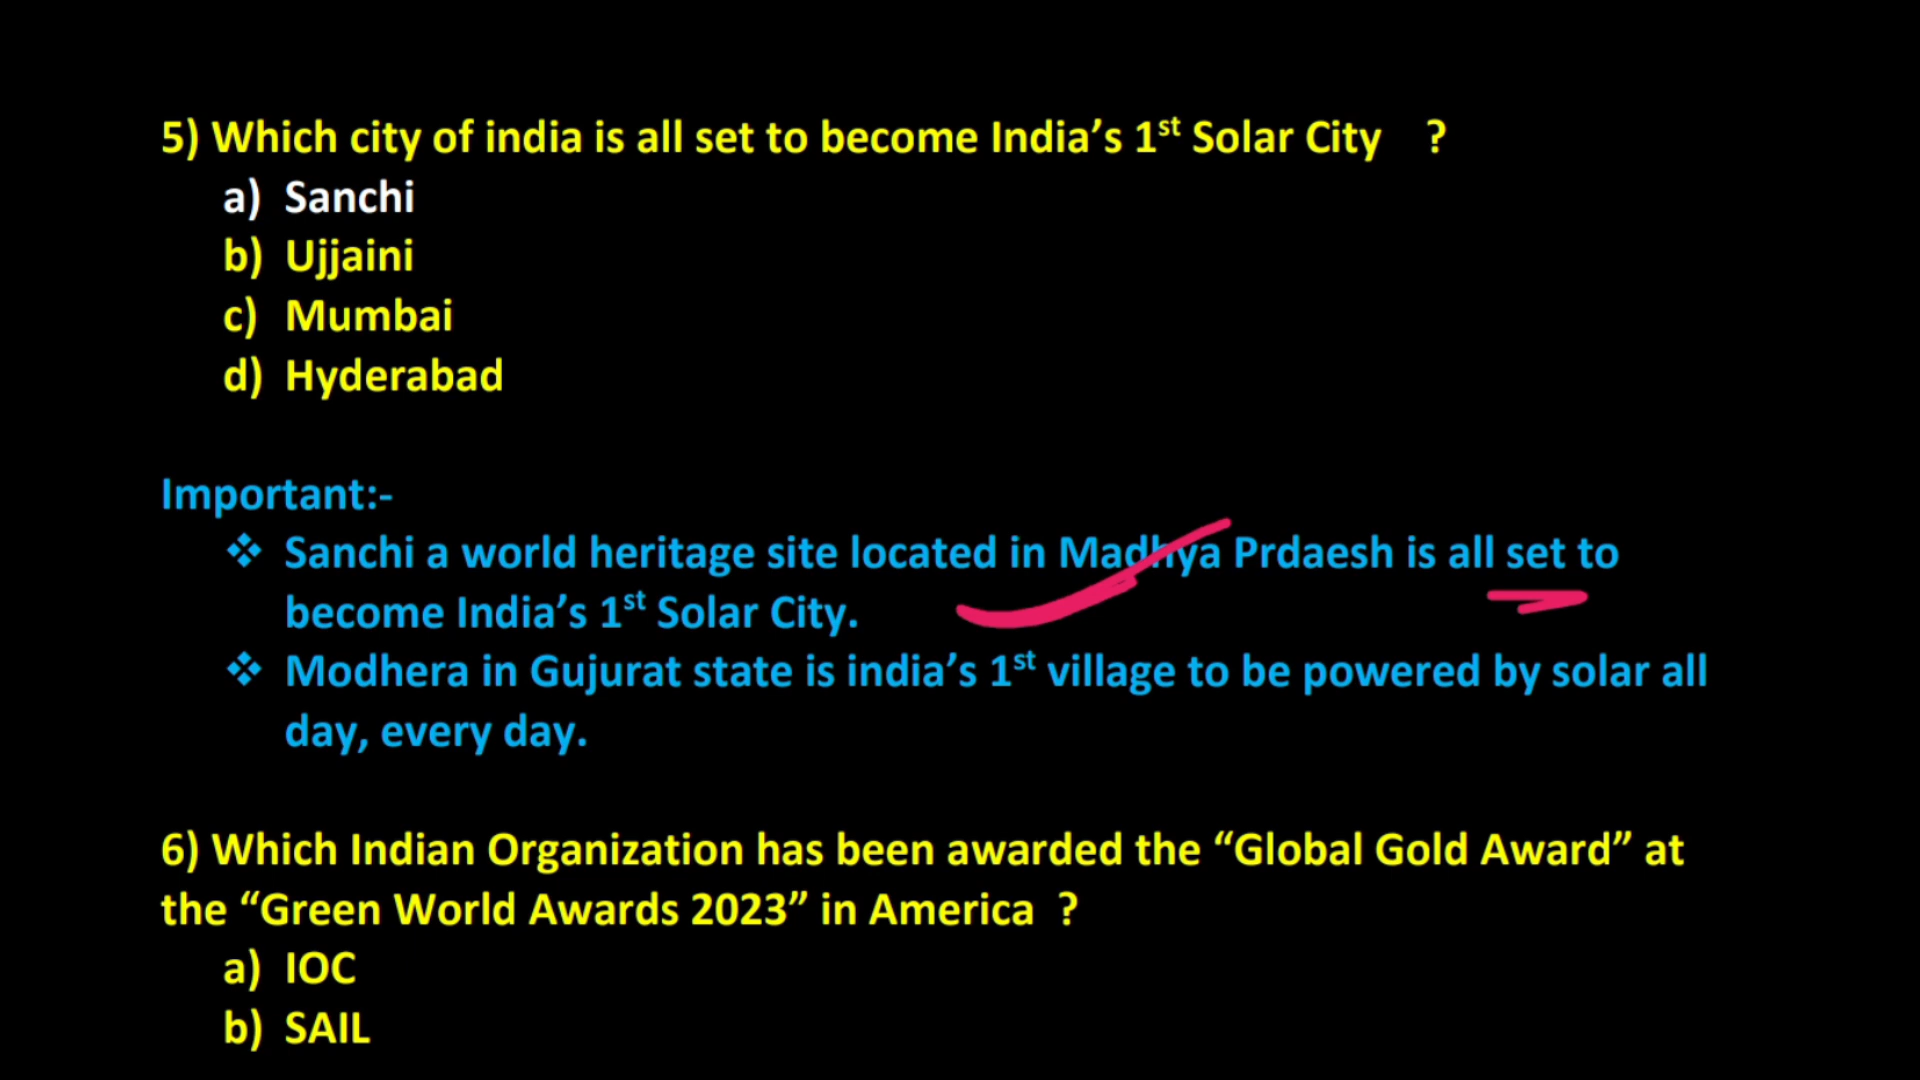 5) Which city of india is all set to become India’s 1st Solar City ?
a) Sanchi
b) Ujjaini
c) Mumbai
d) Hyderabad
Important:-
❖ Sanchi a world heritage site located in Madhya Prdaesh is all set to
become India’s 1st Solar City.
❖ Modhera in Gujurat state is india’s 1st village to be powered by solar all
day, every day.
6) Which Indian Organization has been awarded the “Global Gold Award” at
the “Green World Awards 2023” in America ?
a) IOC
b) SAIL